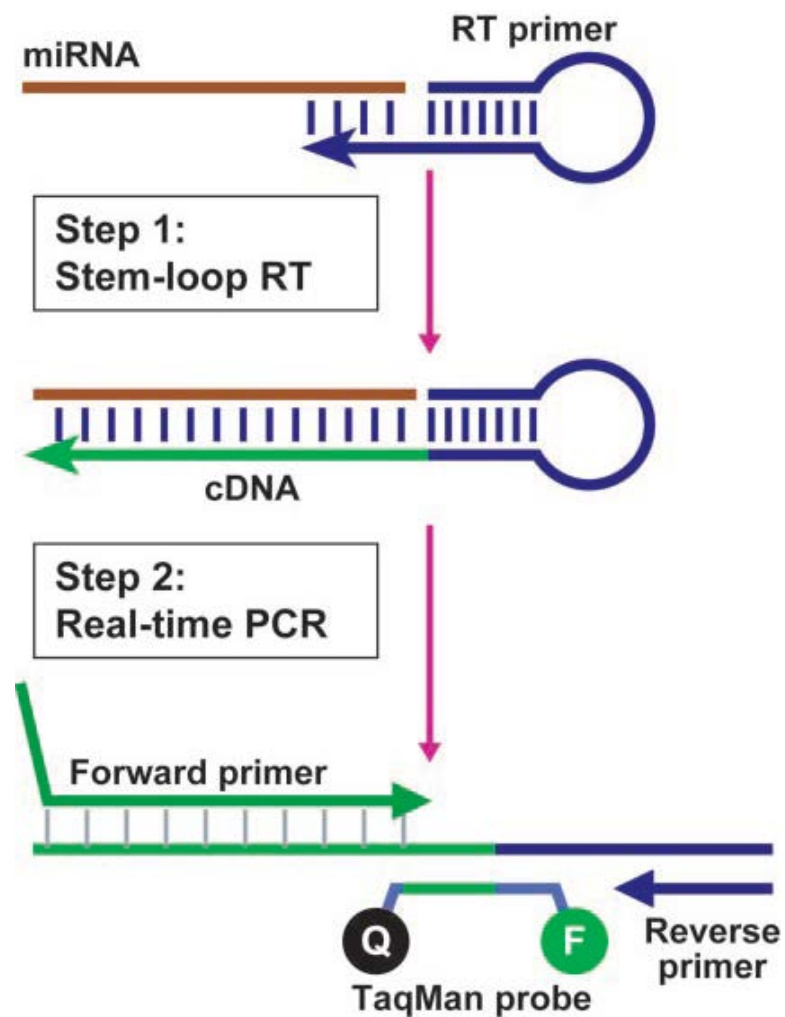 RT primer
miRNA
Step 1:
Stem-loop RT
cDNA
Step 2:
Real-time PCR
Forward primer
Q
F
Reverse
primer
TaqMan probe